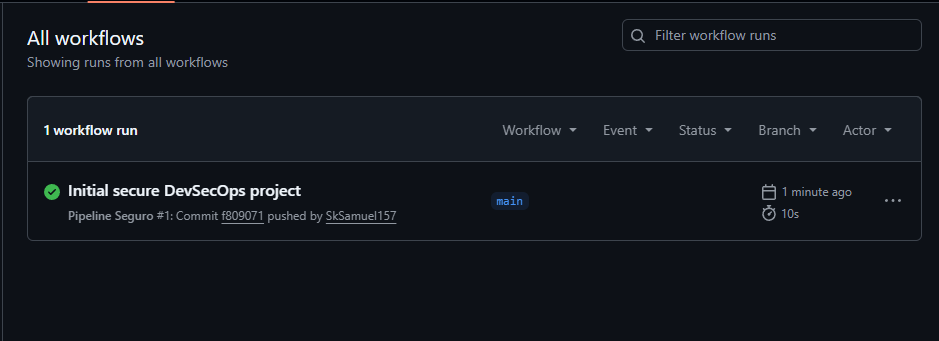 All workflows
Filter workflow runs
Showing runs from all workflows
1 workflow run
Workflow Event Status Branch Actor
Initial secure DevSecOps project
main
1 minute ago
Pipeline Seguro #1: Commit f809071 pushed by SkSamuel157
10s